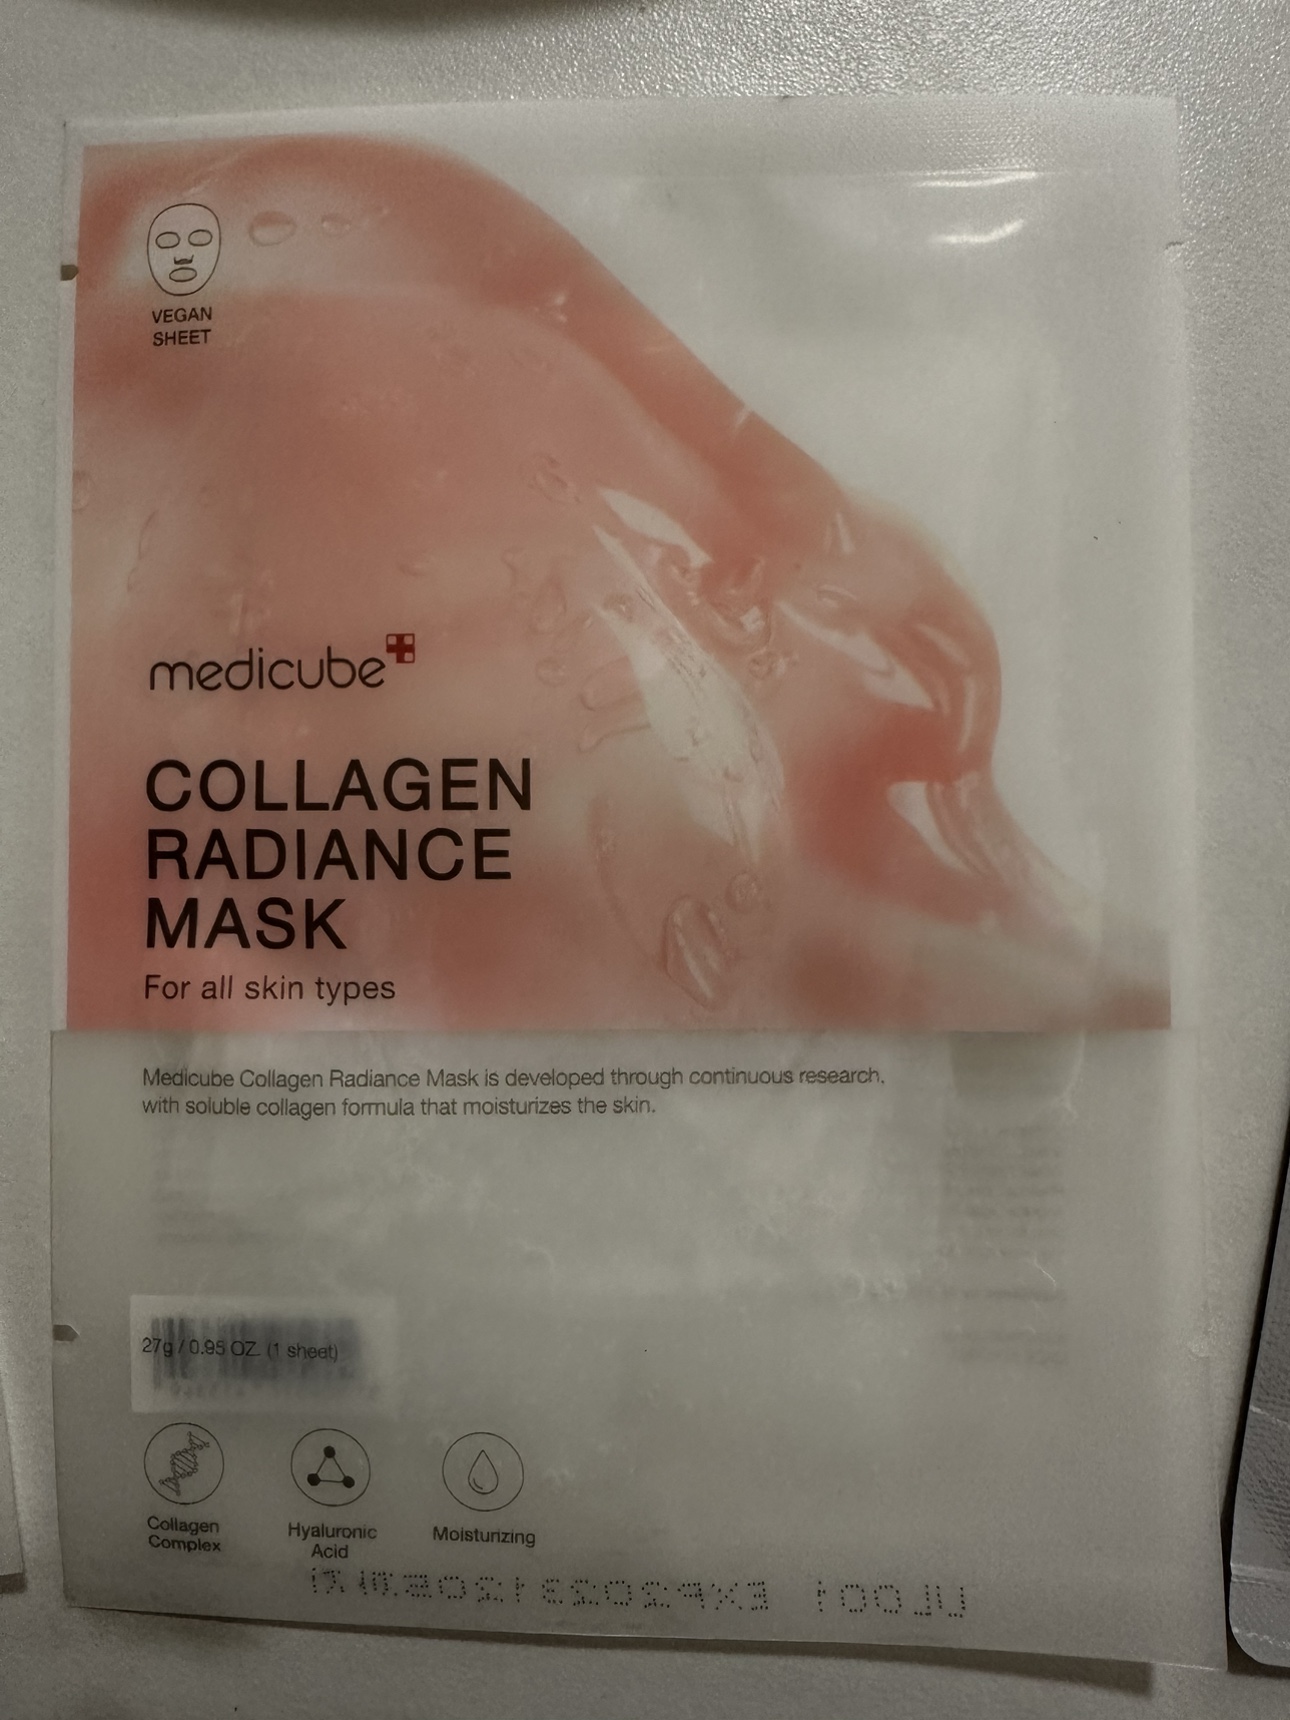 VEGAN
SHEET
medicube
COLLAGEN
RADIANCE
MASK
For all skin types
Medicube Collagen Radiance Mask is developed through continuous research,
with soluble collagen formula that moisturizes the skin.
27g / 0.95 OZ. (1 sheet)
Collagen
Complex
Hyaluronic
Acid
Moisturizing